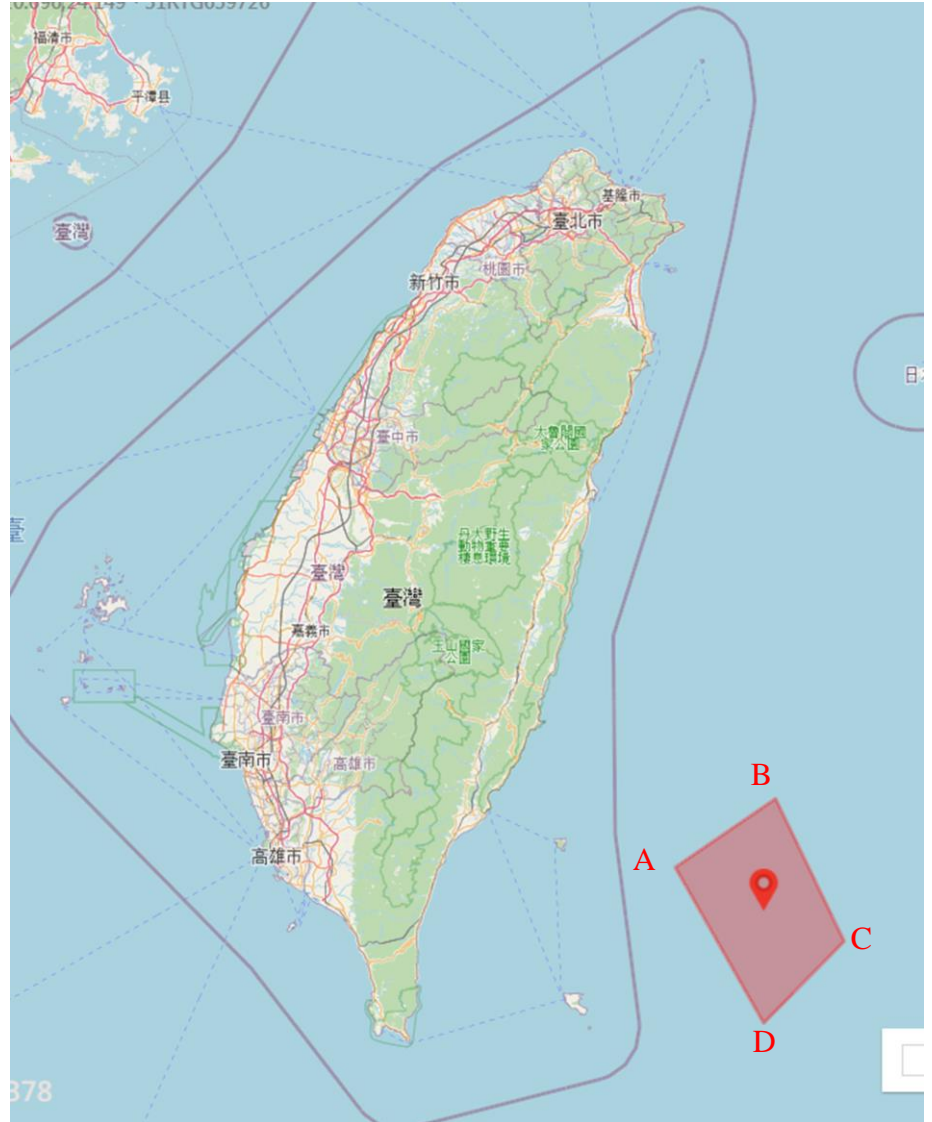 福清市
平潭县
臺灣
基隆市
臺北市
桃園市
新竹市
臺中市
大魯閣國
家公園
丹大野生
動物重要
棲息環境
臺
臺灣
臺灣
嘉義市
玉山國家
公園
臺南市
臺南市
高雄市
高雄市
B
A
C
D
378